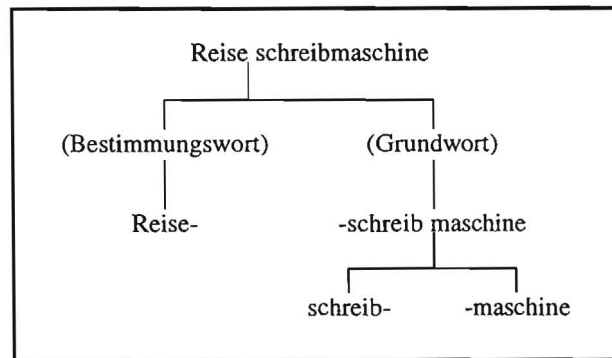 Reise schreibmaschine
(Bestimmungswort) (Grundwort)
Reise- -schreib maschine
schreib- -maschine